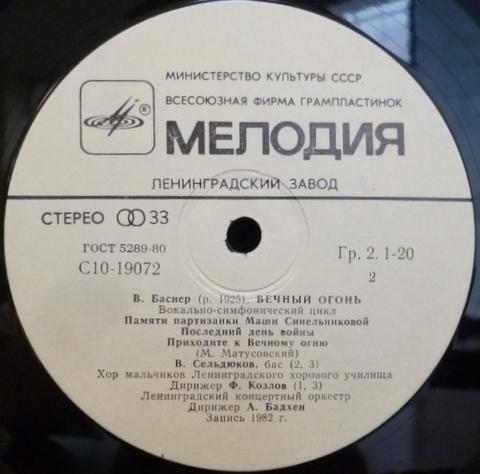 МИНИСТЕРСТВО КУЛЬТУРЫ СССР
ВСЕСОЮЗНАЯ ФИРМА ГРАМПЛАСТИНОК
®
МЕЛОДИЯ
ЛЕНИНГРАДСКИЙ ЗАВОД
СТЕРЕО 33
ГОСТ 5289-80
Гр. 2. 1-20
С10-19072
2
В. Баснер (р. 1925). ВЕЧНЫЙ ОГОНЬ
Вокально-симфонический цикл
Памяти партизанки Маши Синельниковой
Последний день войны
Приходите к Вечному огню
(М. Матусовский)
В. Сельдюков, бас (2, 3)
Хор мальчиков Ленинградского хорового училища
Дирижер Ф. Козлов (1, 3)
Ленинградский концертный оркестр
Дирижер А. Бадхен
Запись 1982 г.